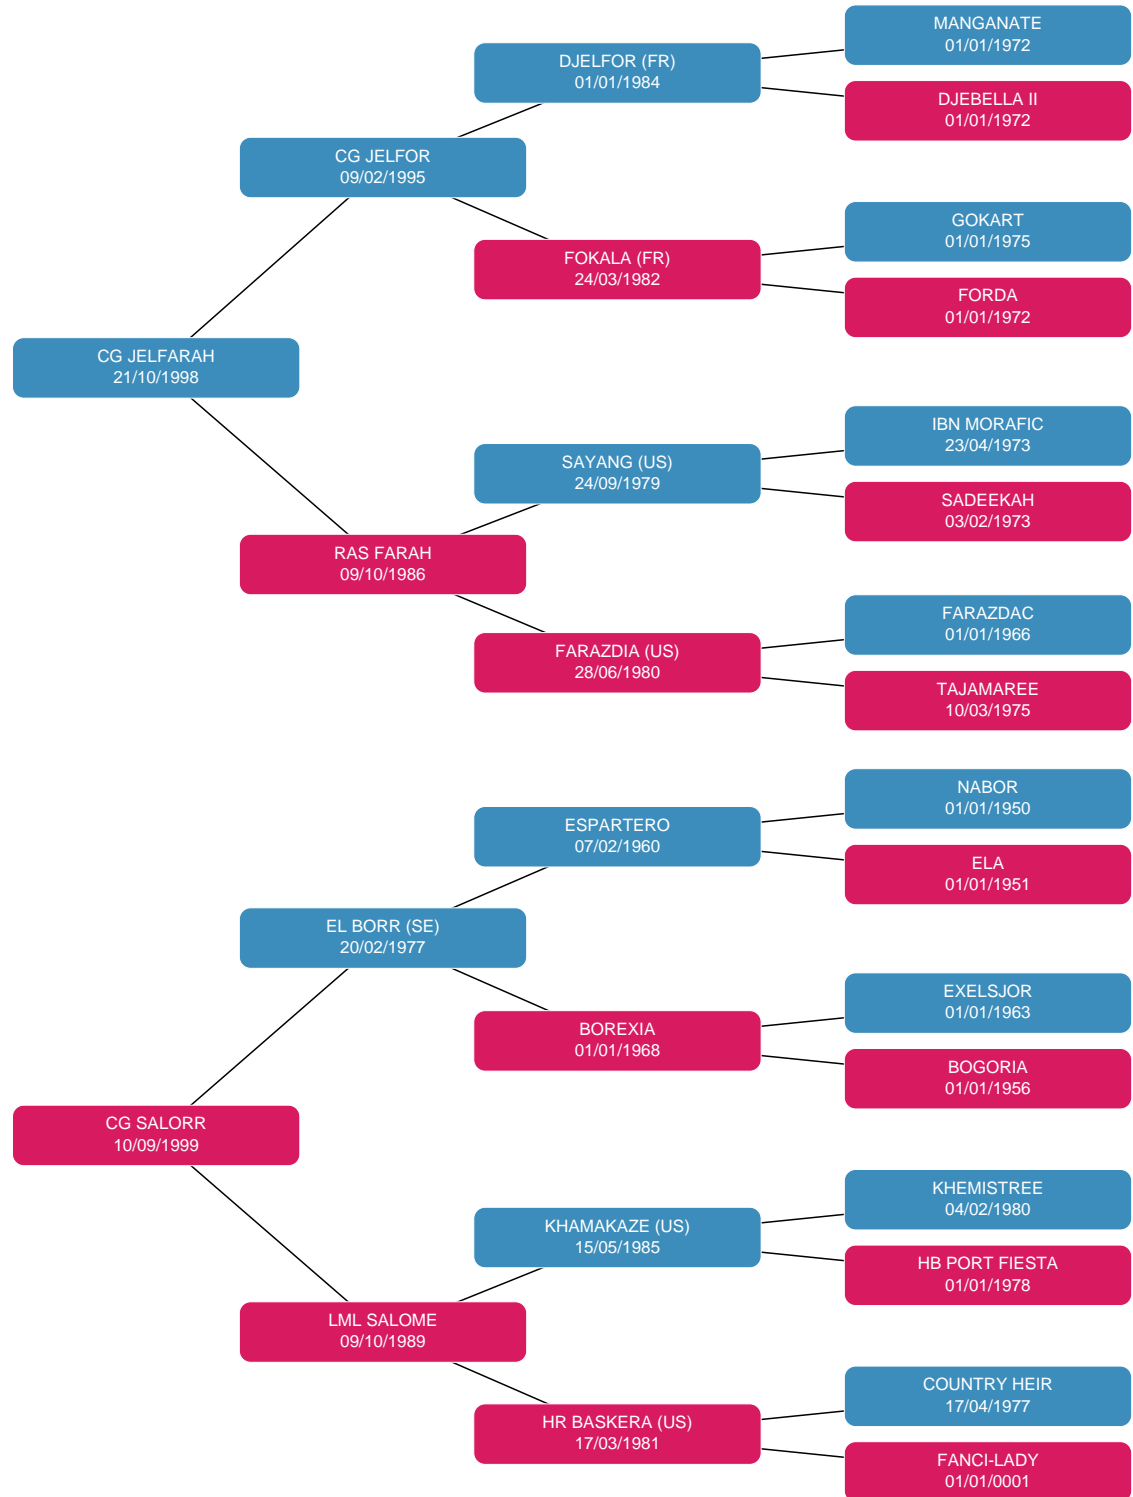 MANGANATE
01/01/1972
DJELFOR (FR)
01/01/1984
DJEBELLA II
01/01/1972
CG JELFOR
09/02/1995
GOKART
01/01/1975
FOKALA (FR)
24/03/1982
FORDA
01/01/1972
CG JELFARAH
21/10/1998
IBN MORAFIC
23/04/1973
SAYANG (US)
24/09/1979
SADEEKAH
03/02/1973
RAS FARAH
09/10/1986
FARAZDAC
01/01/1966
FARAZDIA (US)
28/06/1980
TAJAMAREE
10/03/1975
NABOR
01/01/1950
ESPARTERO
07/02/1960
ELA
01/01/1951
EL BORR (SE)
20/02/1977
EXELSJOR
01/01/1963
BOREXIA
01/01/1968
BOGORIA
01/01/1956
CG SALORR
10/09/1999
KHEMISTREE
04/02/1980
KHAMAKAZE (US)
15/05/1985
HB PORT FIESTA
01/01/1978
LML SALOME
09/10/1989
COUNTRY HEIR
17/04/1977
HR BASKERA (US)
17/03/1981
FANCI-LADY
01/01/0001